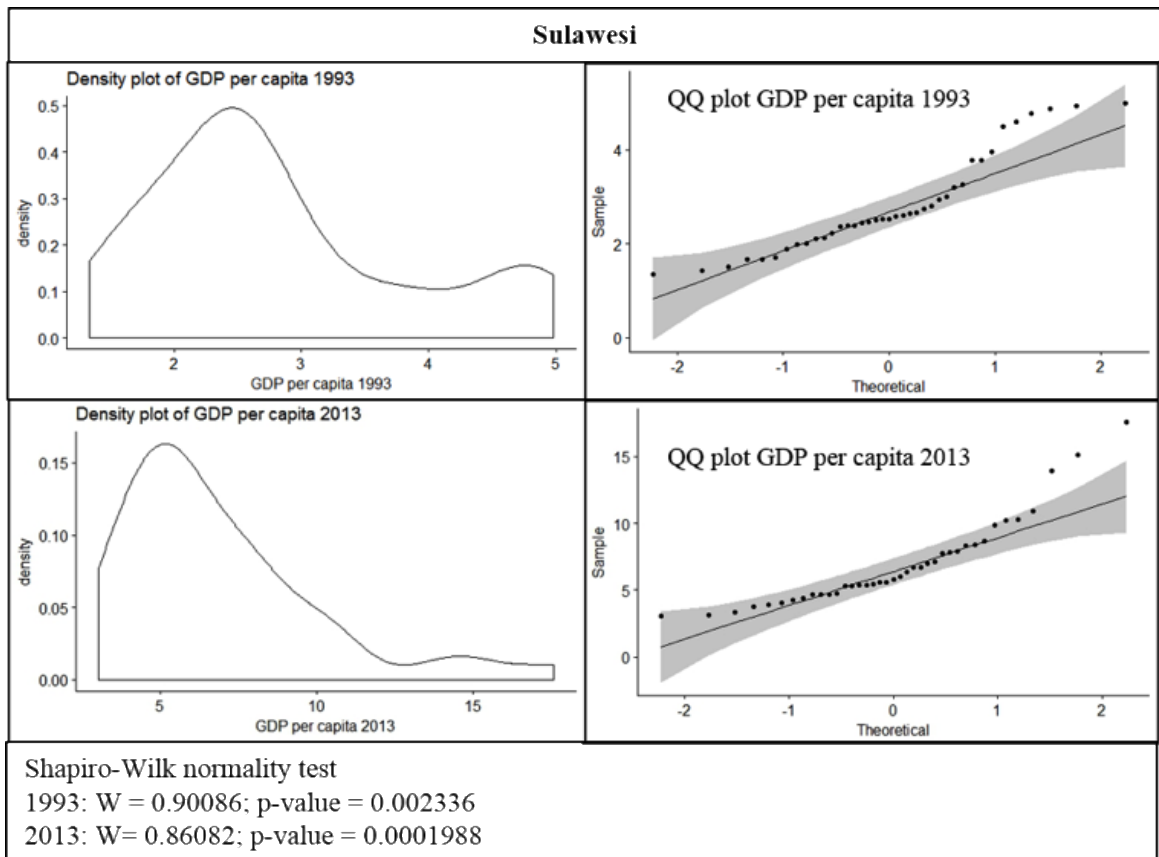 Sulawesi
Density plot of GDP per capita 1993
0.5
0.4
0.3
0.2
0.1
0.0
density
2 3 4 5
GDP per capita 1993
QQ plot GDP per capita 1993
4
2
0
Sample
-2 -1 0 1 2
Theoretical
Density plot of GDP per capita 2013
0.15
0.10
0.05
0.00
density
5 10 15
GDP per capita 2013
QQ plot GDP per capita 2013
15
10
5
0
Sample
-2 -1 0 1 2
Theoretical
Shapiro-Wilk normality test
1993: W = 0.90086; p-value = 0.002336
2013: W= 0.86082; p-value = 0.0001988